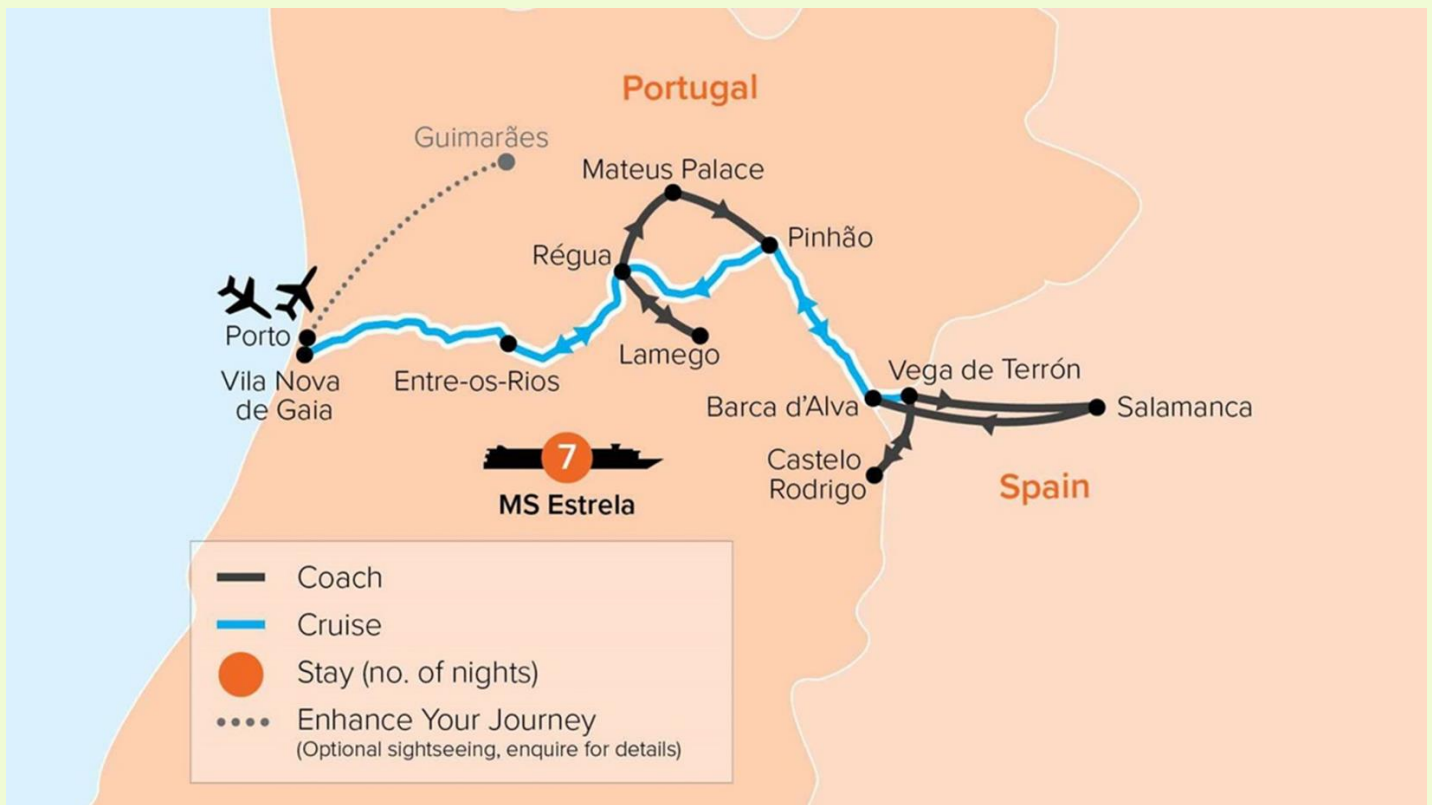 Portugal
Guimarães
Mateus Palace
Pinhão
Régua
Porto
Lamego
Vila Nova
de Gaia
Entre-os-Rios
Vega de Terrón
Barca d'Alva
Salamanca
Castelo
Rodrigo
Spain
7
MS Estrela
Coach
Cruise
Stay (no. of nights)
Enhance Your Journey
(Optional sightseeing, enquire for details)